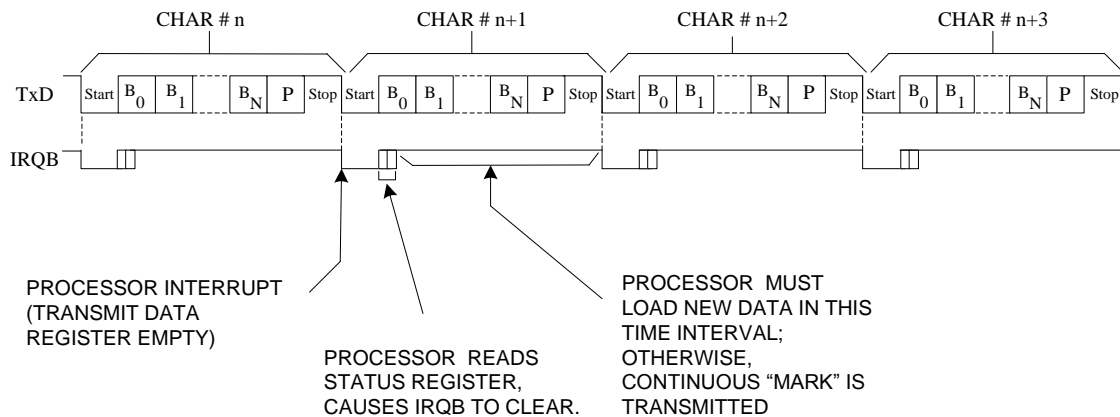 CHAR # n CHAR # n+1 CHAR # n+2 CHAR # n+3
TxD Start B0 B1 BN P Stop Start B0 B1 BN P Stop Start B0 B1 BN P Stop Start B0 B1 BN P Stop
IRQB
PROCESSOR INTERRUPT
(TRANSMIT DATA
REGISTER EMPTY)
PROCESSOR READS
STATUS REGISTER,
CAUSES IRQB TO CLEAR.
PROCESSOR MUST
LOAD NEW DATA IN THIS
TIME INTERVAL;
OTHERWISE,
CONTINUOUS “MARK” IS
TRANSMITTED